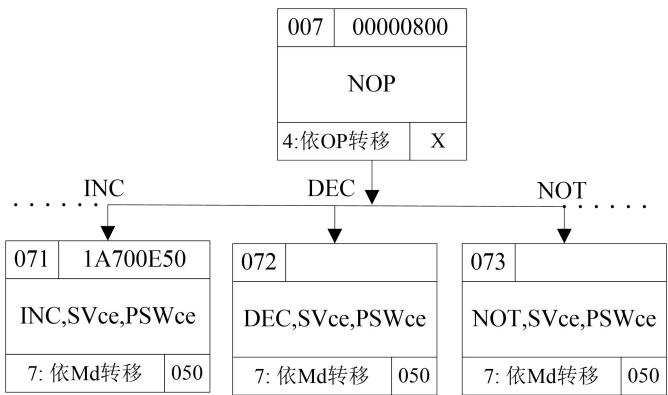 007 00000800
NOP
4:依OP转移 X
INC DEC NOT
071 1A700E50 072 073
INC,SVce,PSWce DEC,SVce,PSWce NOT,SVce,PSWce
7: 依Md转移 050 7: 依Md转移 050 7: 依Md转移 050